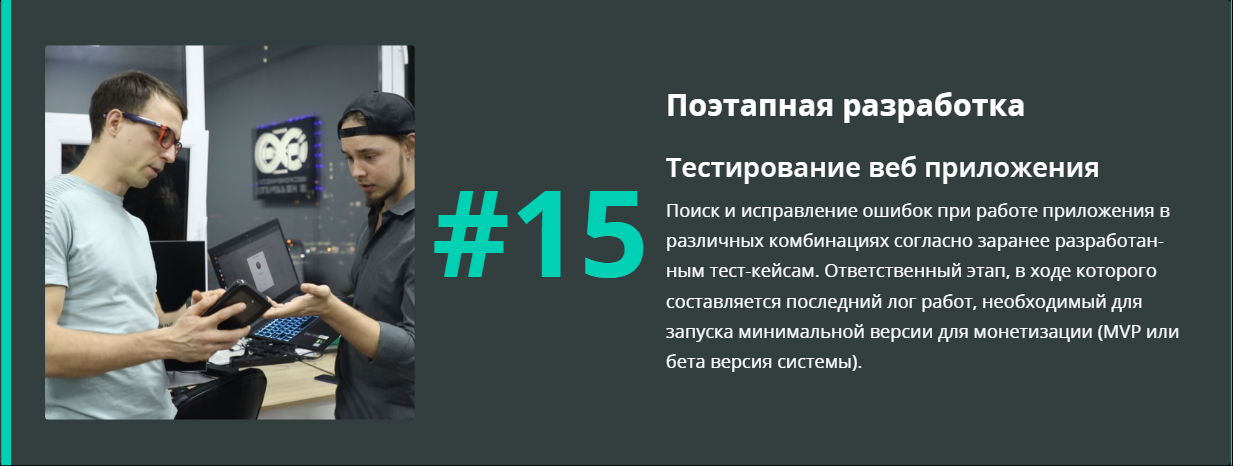 #15
Поэтапная разработка
Тестирование веб приложения
Поиск и исправление ошибок при работе приложения в
различных комбинациях согласно заранее разработан-
ным тест-кейсам. Ответственный этап, в ходе которого
составляется последний лог работ, необходимый для
запуска минимальной версии для монетизации (MVP или
бета версия системы).